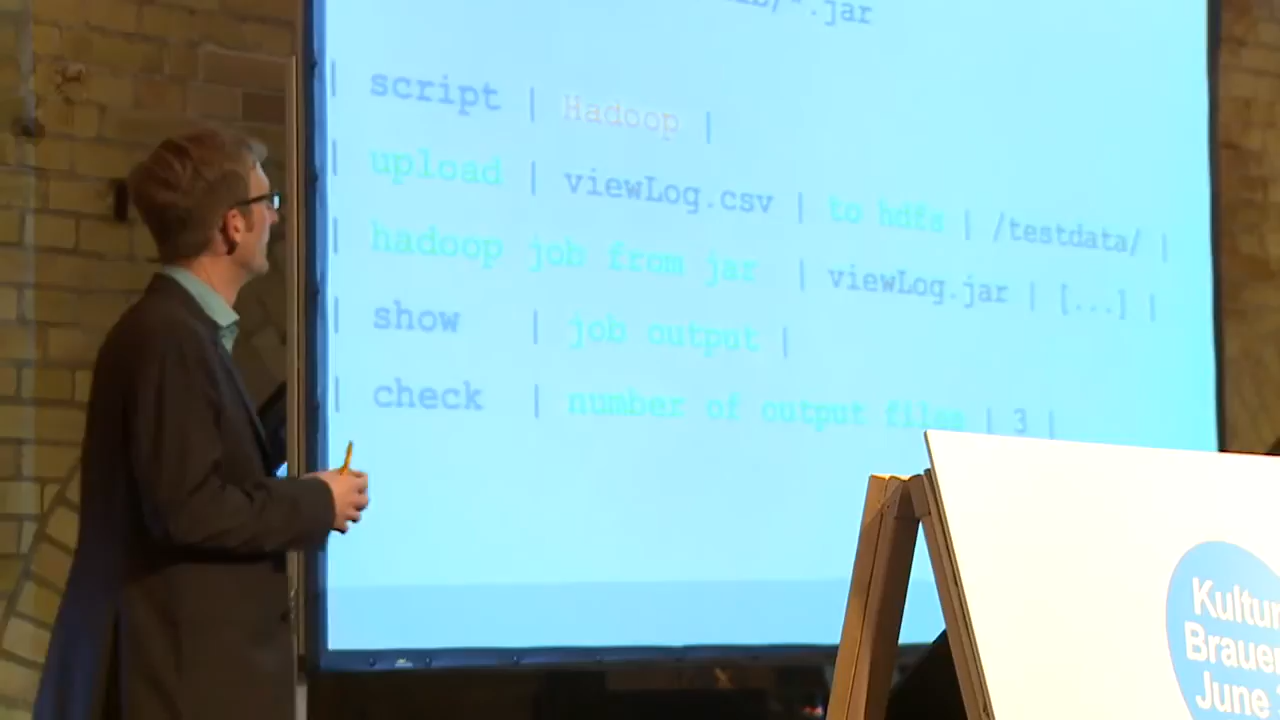 .jar
| script | Hadoop |
| upload | viewLog.csv | to hdfs | /testdata/ |
| hadoop job from jar | viewLog.jar | [...] |
| show | job output |
| check | number of output files | 3 |
Kultur
Braue
June